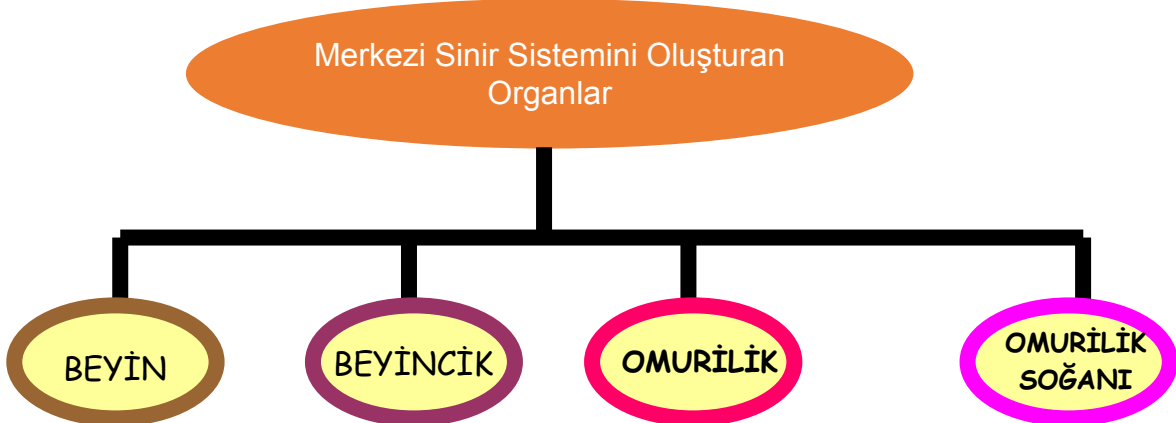 Merkezi Sinir Sistemini Oluşturan
Organlar
BEYİN
BEYİNCİK
OMURİLİK
OMURİLİK
SOĞANI